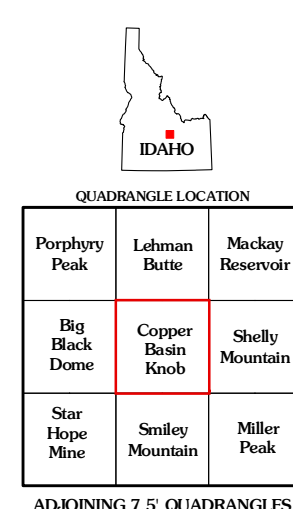 IDAHO
QUADRANGLE LOCATION
Porphyry Peak
Lehman Butte
Mackay Reservoir
Big Black Dome
Copper Basin Knob
Shelly Mountain
Star Hope Mine
Smiley Mountain
Miller Peak
ADJOINING 7.5' QUADRANGLES